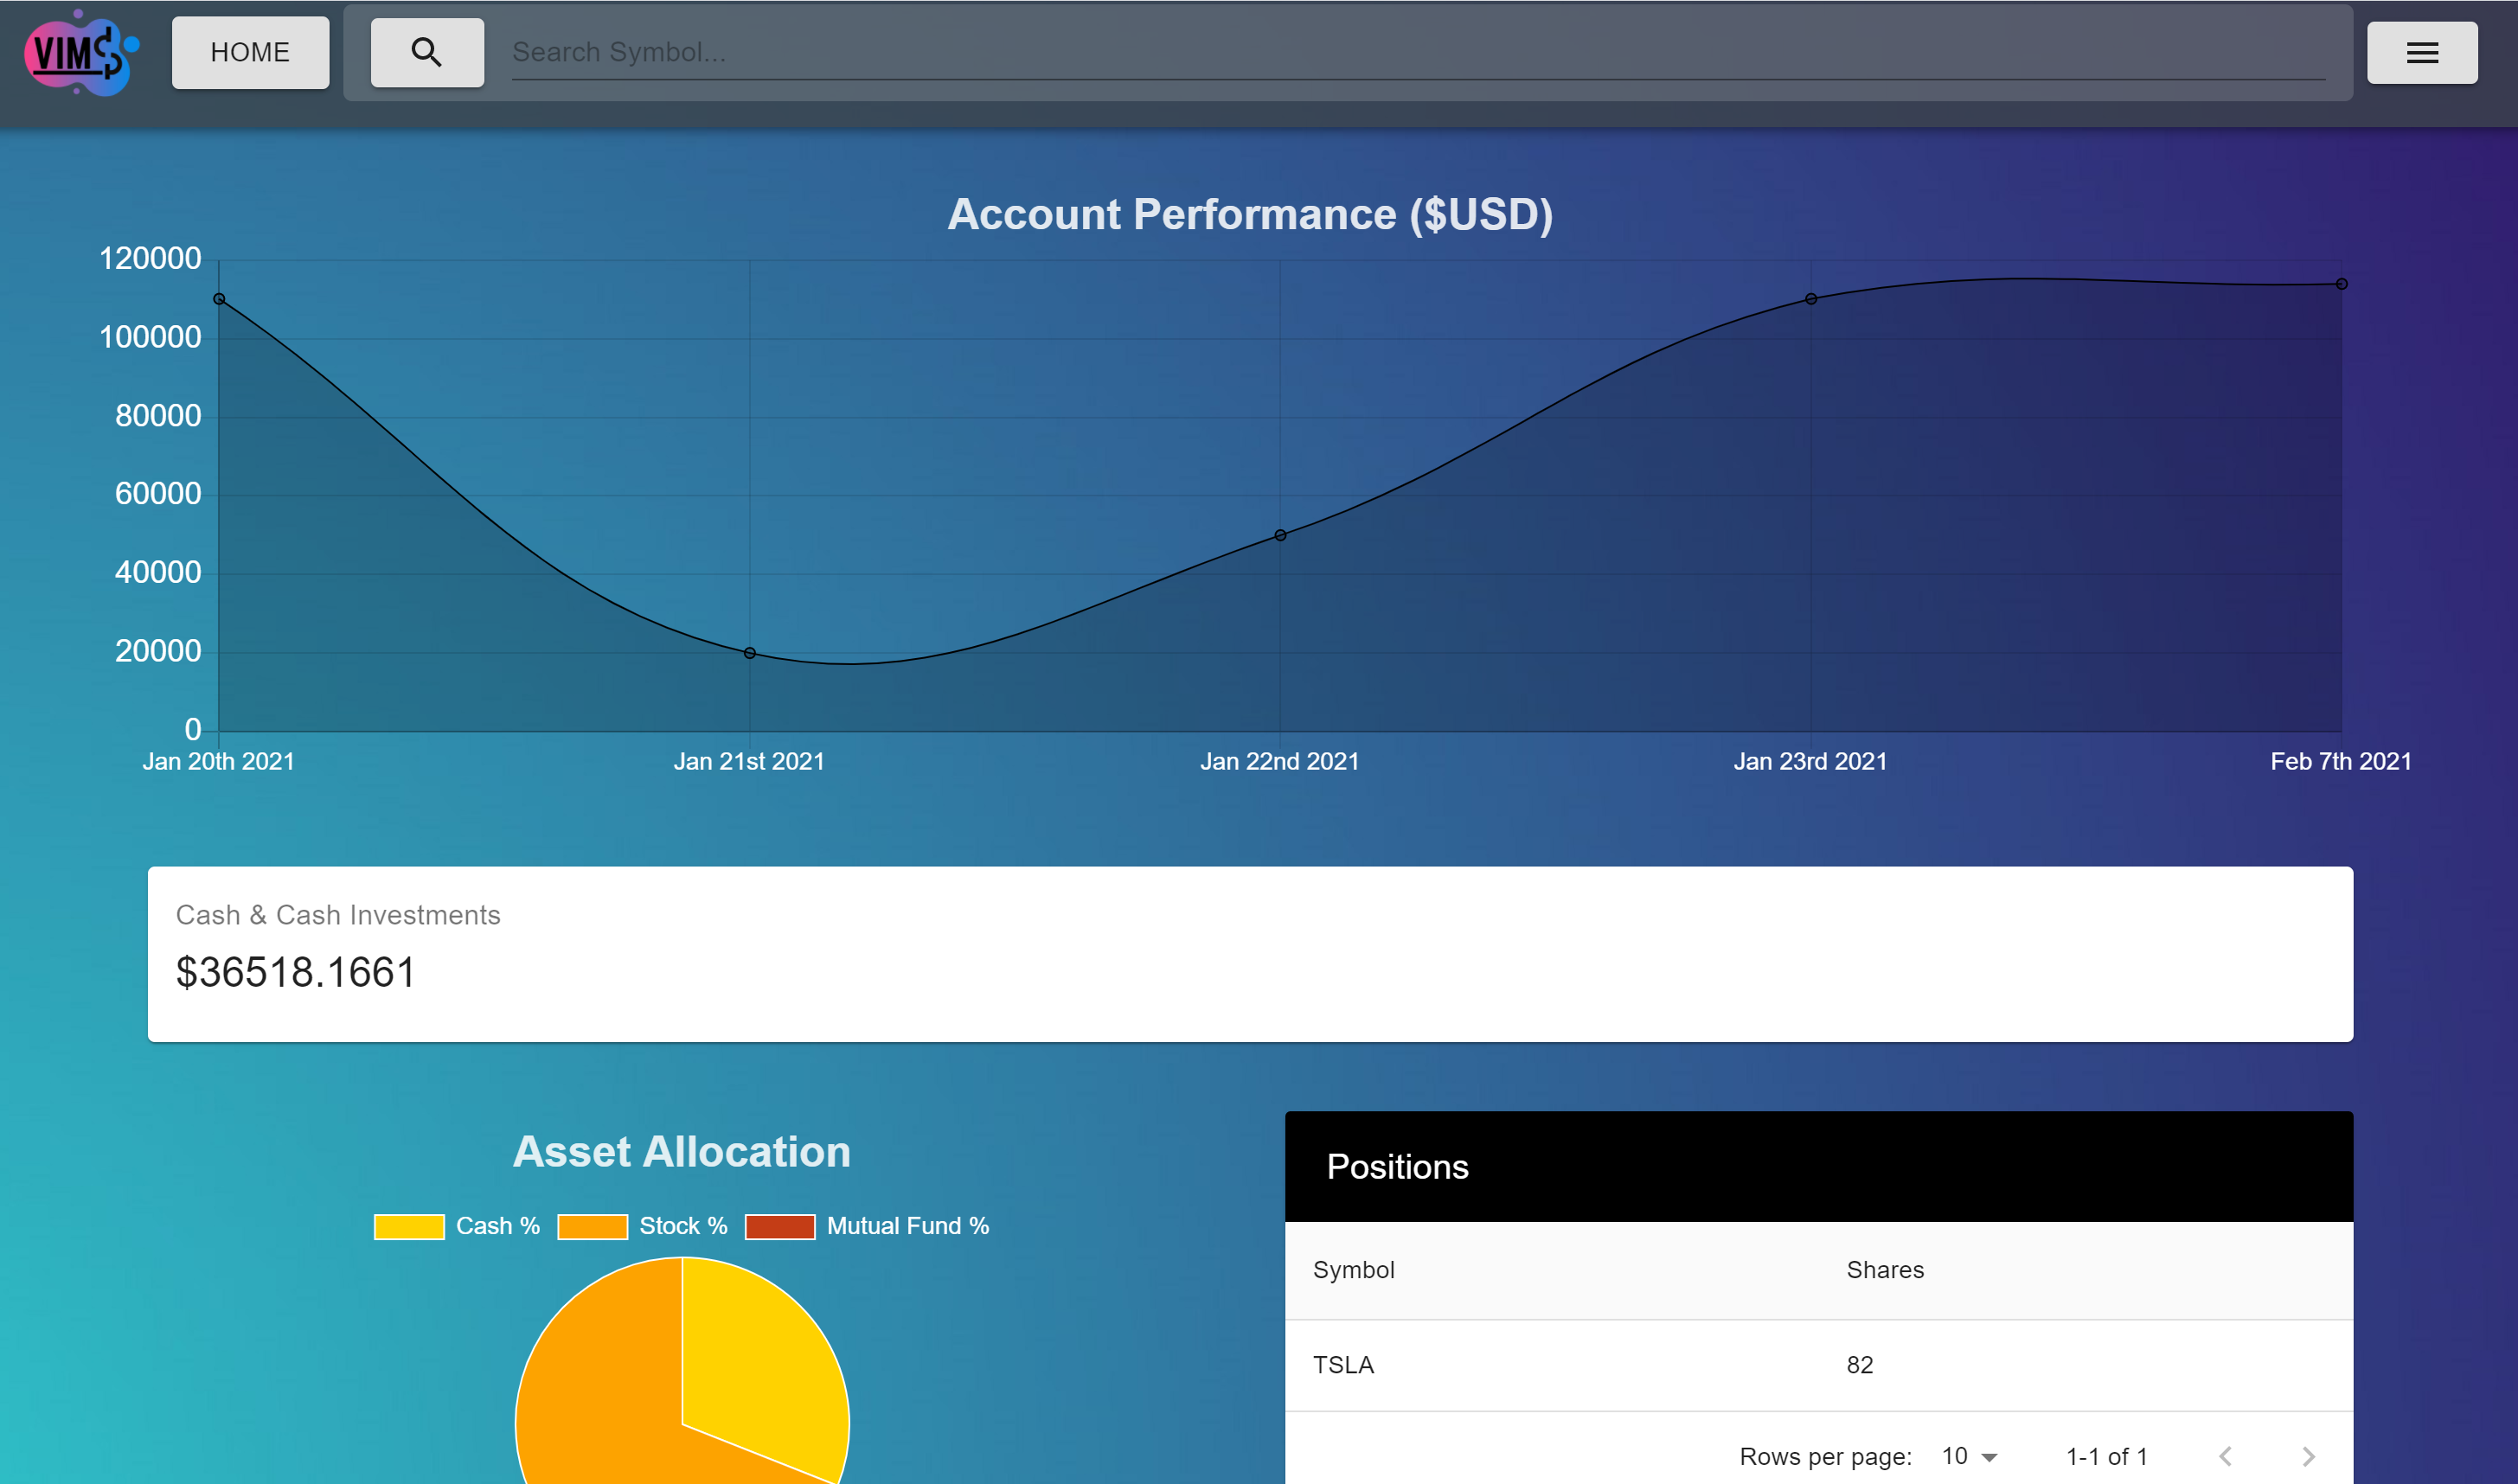 VIM$P
HOME
Search Symbol...
Account Performance ($USD)
120000
100000
80000
60000
40000
20000
0
Jan 20th 2021 Jan 21st 2021 Jan 22nd 2021 Jan 23rd 2021 Feb 7th 2021
Cash & Cash Investments
$36518.1661
Asset Allocation
Cash % Stock % Mutual Fund %
Positions
Symbol Shares
TSLA 82
Rows per page: 10 1-1 of 1